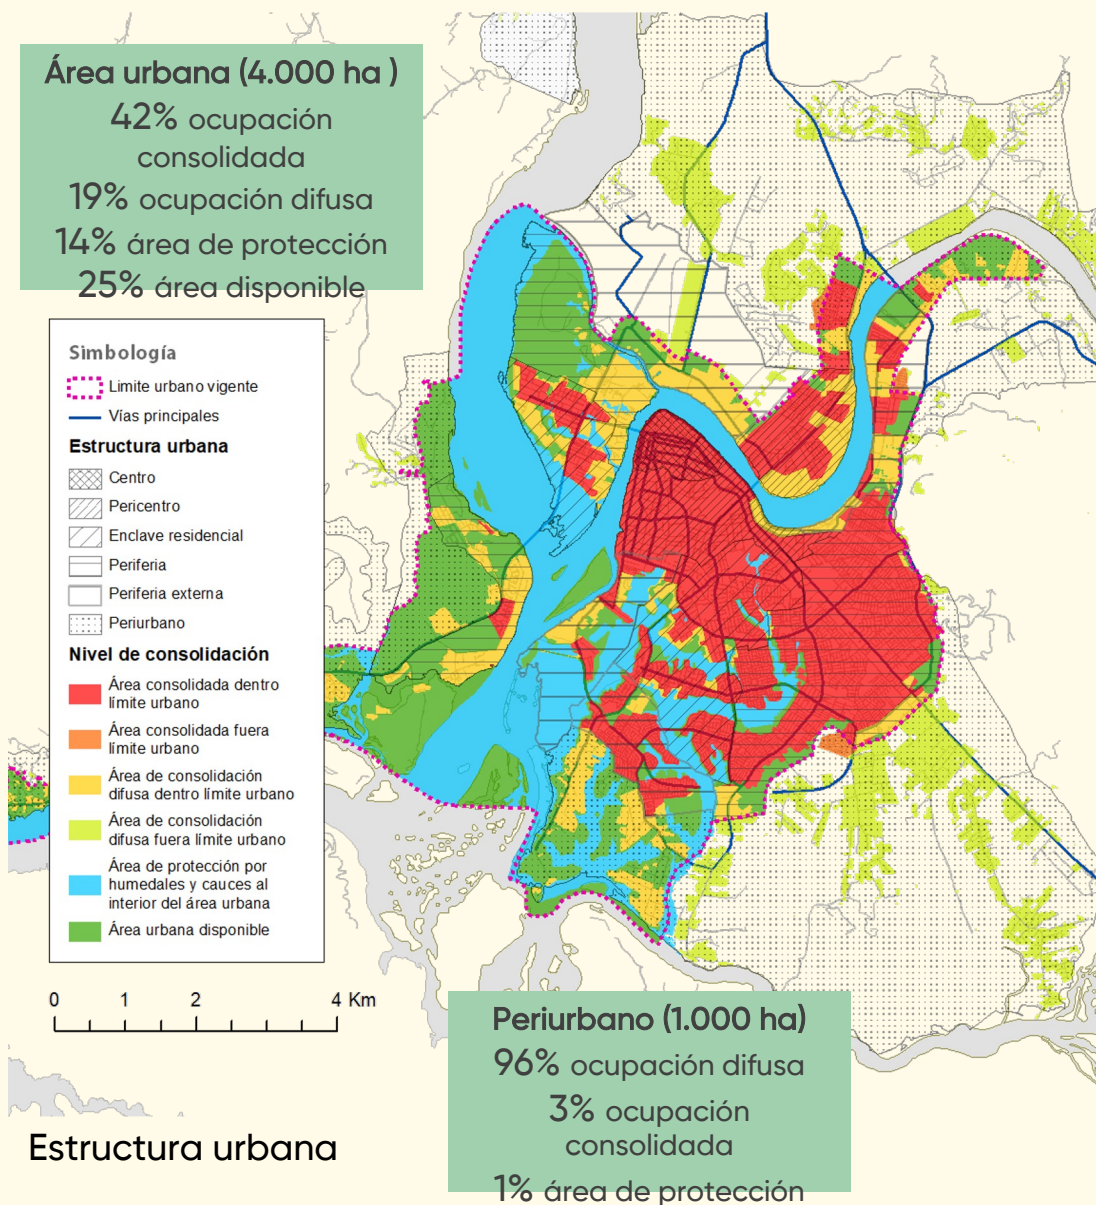 Área urbana (4.000 ha )
42% ocupación
consolidada
19% ocupación difusa
14% área de protección
25% área disponible
Simbología
Limite urbano vigente
Vías principales
Estructura urbana
Centro
Pericentro
Enclave residencial
Periferia
Periferia externa
Periurbano
Nivel de consolidación
Área consolidada dentro
límite urbano
Área consolidada fuera
límite urbano
Área de consolidación
difusa dentro límite urbano
Área de consolidación
difusa fuera límite urbano
Área de protección por
humedales y cauces al
interior del área urbana
Área urbana disponible
0 1 2 4 Km
Periurbano (1.000 ha)
96% ocupación difusa
3% ocupación
consolidada
1% área de protección
Estructura urbana